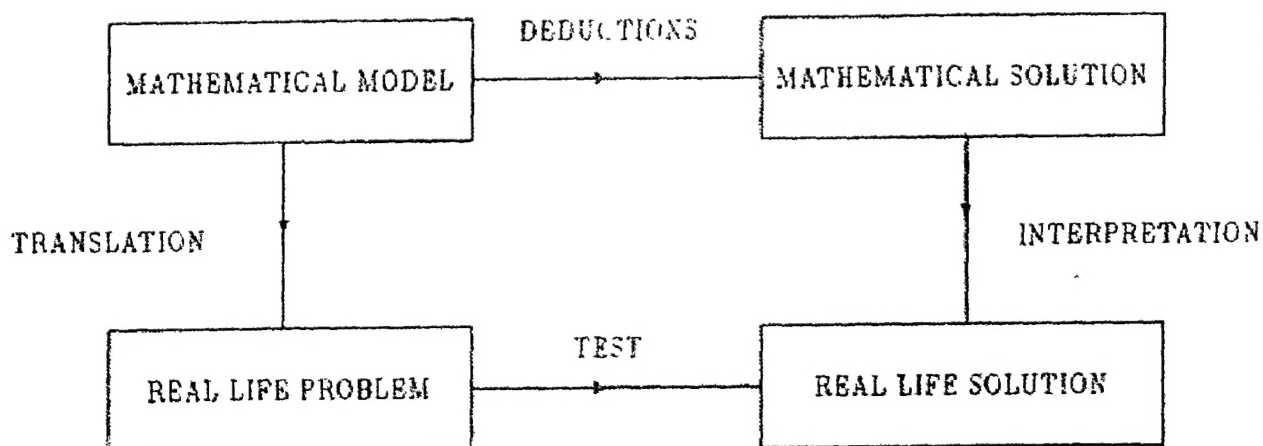 DEDUCTIONS
MATHEMATICAL MODEL
MATHEMATICAL SOLUTION
TRANSLATION
INTERPRETATION
TEST
REAL LIFE PROBLEM
REAL LIFE SOLUTION